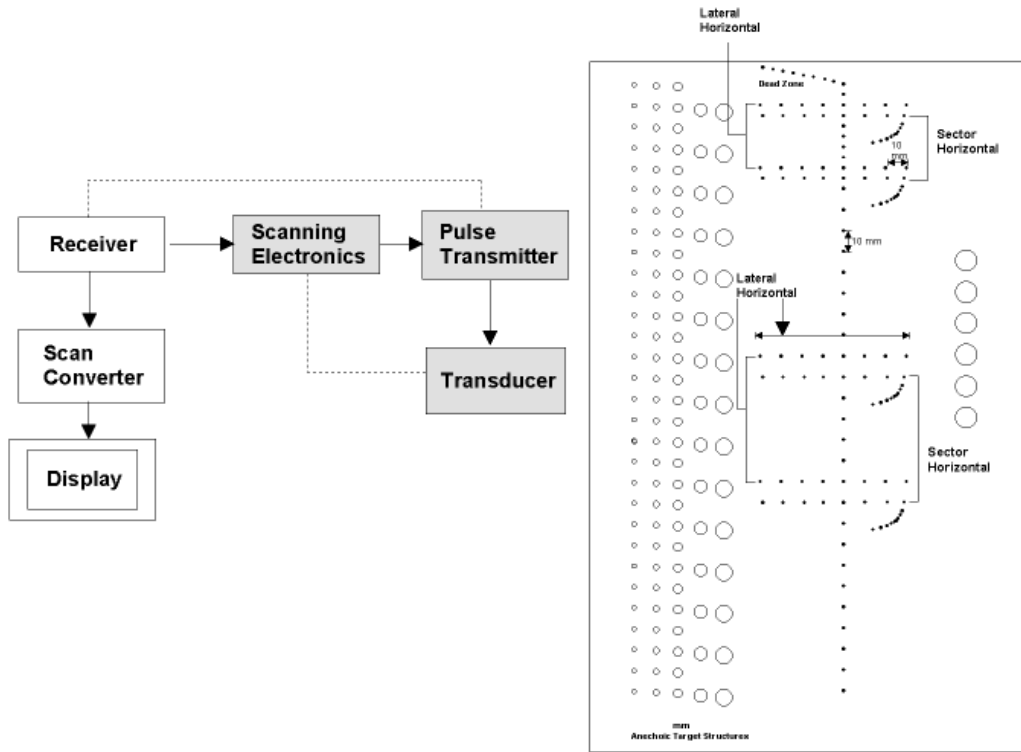 Receiver
Scanning
Electronics
Pulse
Transmitter
Scan
Converter
Transducer
Display
Lateral
Horizontal
Dead Zone
10
mm
Sector
Horizontal
10 mm
Lateral
Horizontal
Sector
Horizontal
mm
Anechoic Target Structures